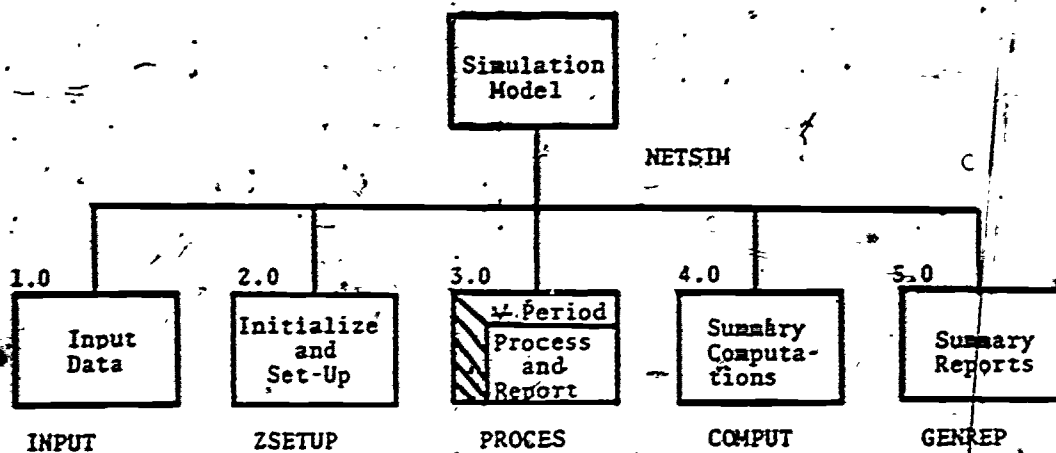 Simulation
Model
NETSIM
1.0
Input
Data
INPUT
2.0
Initialize
and
Set-Up
ZSETUP
3.0
Period
Process
and
Report
PROCES
4.0
Summary
Computa-
tions
COMPUT
5.0
Summary
Reports
GENREP